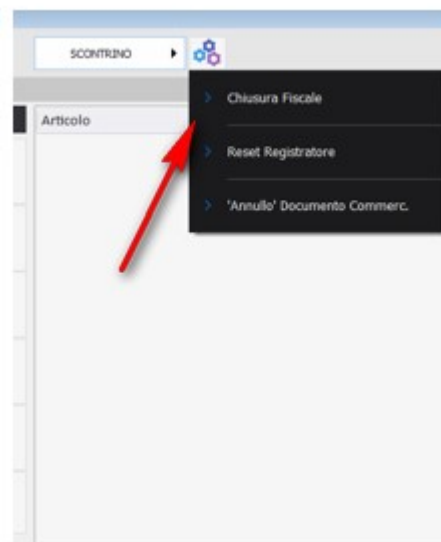 SCONTRINO
Chiusura Fiscale
Articolo
Reset Registratore
'Annullo' Documento Commerc.